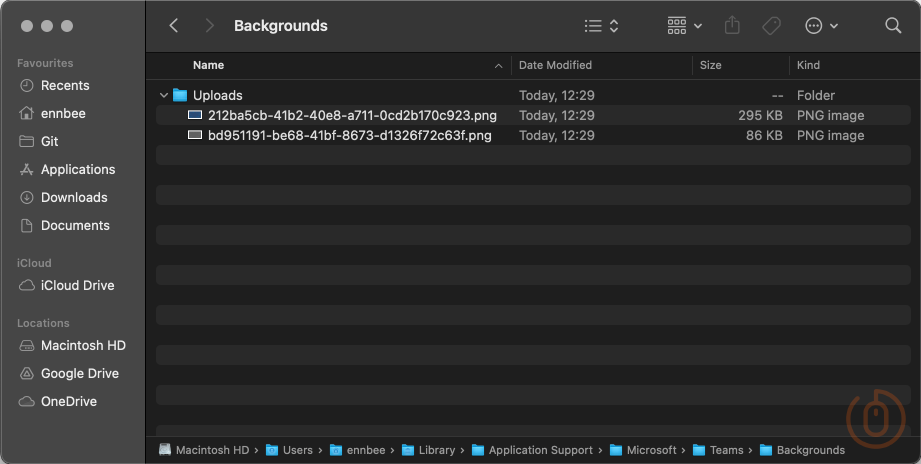 Backgrounds
Favourites
Recents
ennbee
Git
Applications
Downloads
Documents
iCloud
iCloud Drive
Locations
Macintosh HD
Google Drive
OneDrive
Name Date Modified Size Kind
Uploads Today, 12:29 -- Folder
212ba5cb-41b2-40e8-a711-0cd2b170c923.png Today, 12:29 295 KB PNG image
bd951191-be68-41bf-8673-d1326f72c63f.png Today, 12:29 86 KB PNG image
Macintosh HD › Users › ennbee › Library › Application Support › Microsoft › Teams › Backgrounds